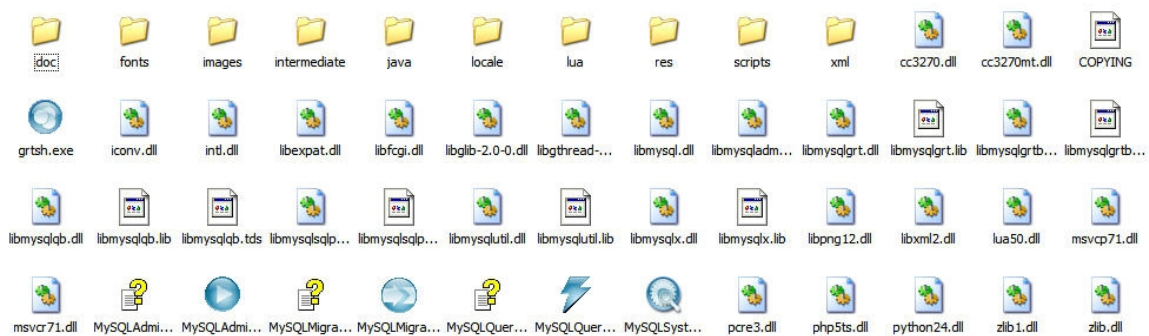 doc fonts images intermediate java locale lua res scripts xml cc3270.dll cc3270mt.dll COPYING
grtsh.exe iconv.dll intl.dll libexpat.dll libfcgi.dll libglib-2.0-0.dll libgthread-... libmysql.dll libmysqladm... libmysqlgrt.dll libmysqlgrt.lib libmysqlgrtb... libmysqlgrtb...
libmysqlqb.dll libmysqlqb.lib libmysqlqb.tds libmysqlsqlp... libmysqlsqlp... libmysqlutil.dll libmysqlutil.lib libmysqlx.dll libmysqlx.lib libpng12.dll libxml2.dll lua50.dll msvcp71.dll
msvcr71.dll MySQLAdmi... MySQLAdmi... MySQLMigra... MySQLMigra... MySQLQuer... MySQLQuer... MySQLSyst... pcre3.dll php5ts.dll python24.dll zlib1.dll zlib.dll